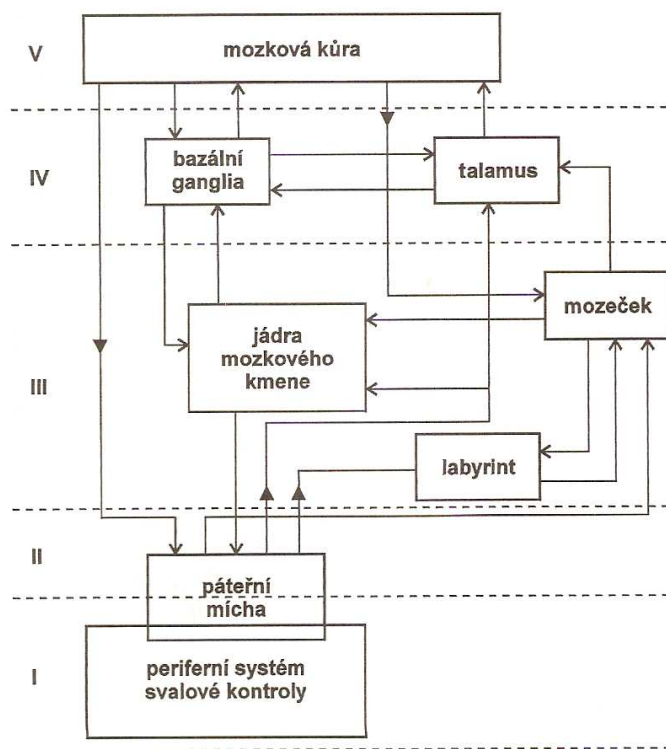 V
mozková kůra
IV
bazální
ganglia
talamus
mozeček
jádra
mozkového
kmene
III
labyrint
II
páteřní
mícha
I
periferní systém
svalové kontroly